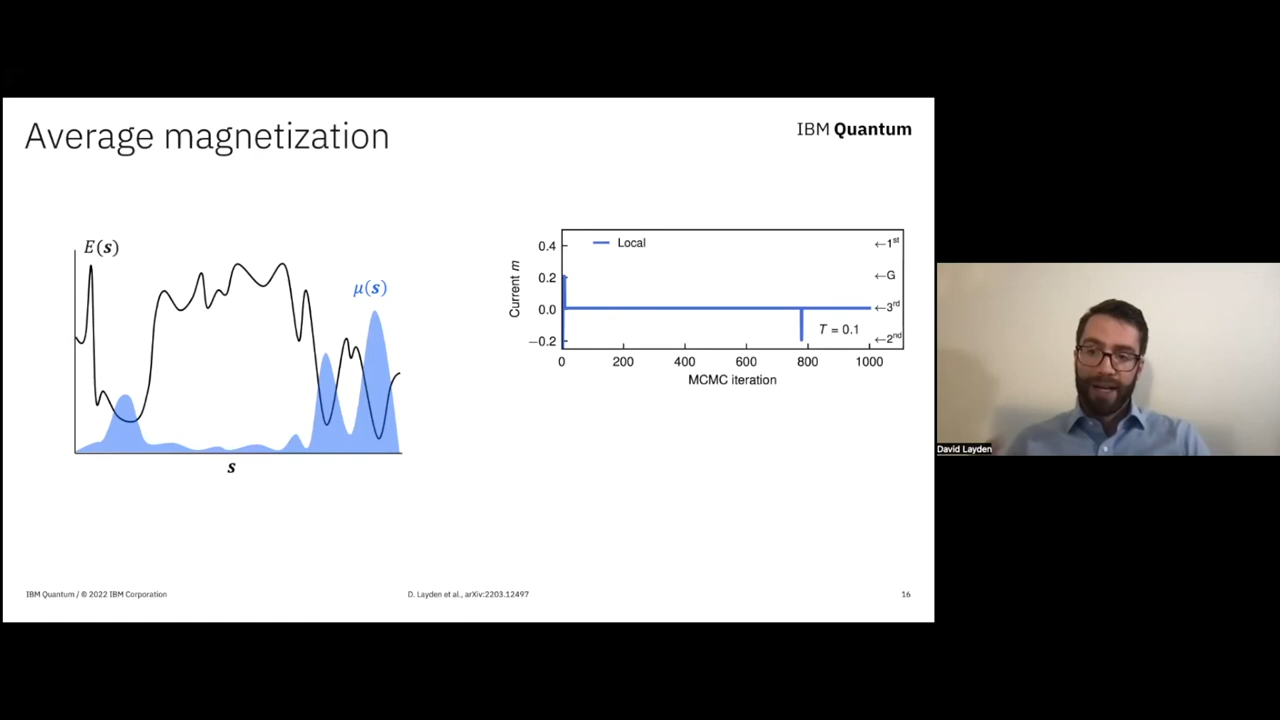 Average magnetization
IBM Quantum
E(s)
μ(s)
s
Current m
0.4
0.2
0.0
−0.2
Local
←1st
←G
←3rd
←2nd
T = 0.1
0 200 400 600 800 1000
MCMC iteration
David Layden
IBM Quantum / © 2022 IBM Corporation
D. Layden et al., arXiv:2203.12497
16